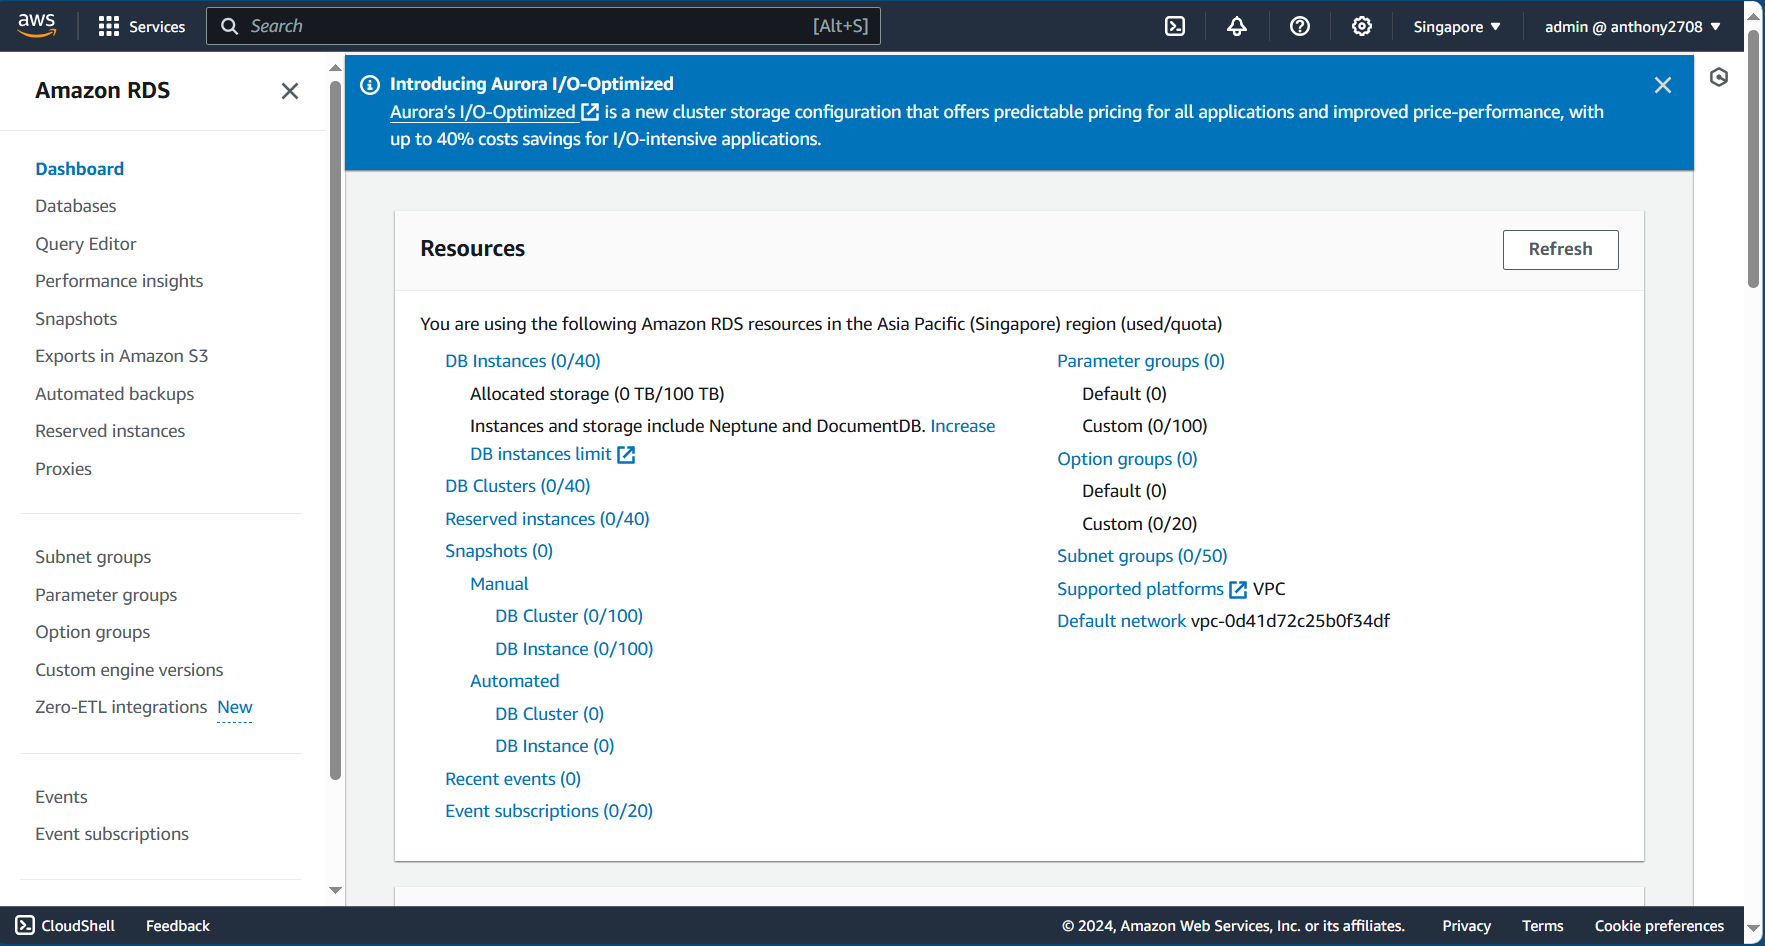 aws
Services
Search
[Alt+S]
Singapore ▼
admin @ anthony2708 ▼
Amazon RDS
Dashboard
Databases
Query Editor
Performance insights
Snapshots
Exports in Amazon S3
Automated backups
Reserved instances
Proxies
Subnet groups
Parameter groups
Option groups
Custom engine versions
Zero-ETL integrations New
Events
Event subscriptions
Introducing Aurora I/O-Optimized
Aurora's I/O-Optimized is a new cluster storage configuration that offers predictable pricing for all applications and improved price-performance, with
up to 40% costs savings for I/O-intensive applications.
Resources
Refresh
You are using the following Amazon RDS resources in the Asia Pacific (Singapore) region (used/quota)
DB Instances (0/40)
Allocated storage (0 TB/100 TB)
Instances and storage include Neptune and DocumentDB. Increase
DB instances limit
DB Clusters (0/40)
Reserved instances (0/40)
Snapshots (0)
Manual
DB Cluster (0/100)
DB Instance (0/100)
Automated
DB Cluster (0)
DB Instance (0)
Recent events (0)
Event subscriptions (0/20)
Parameter groups (0)
Default (0)
Custom (0/100)
Option groups (0)
Default (0)
Custom (0/20)
Subnet groups (0/50)
Supported platforms VPC
Default network vpc-0d41d72c25b0f34df
CloudShell
Feedback
© 2024, Amazon Web Services, Inc. or its affiliates.
Privacy
Terms
Cookie preferences